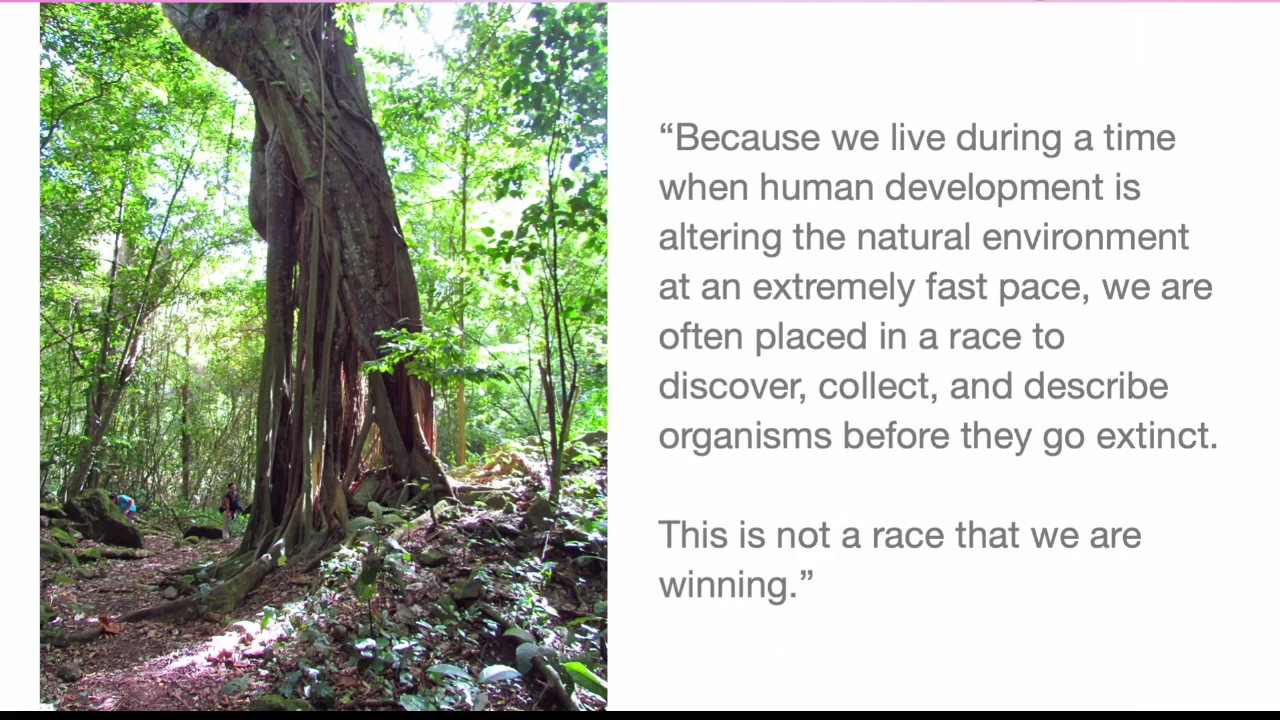 “Because we live during a time
when human development is
altering the natural environment
at an extremely fast pace, we are
often placed in a race to
discover, collect, and describe
organisms before they go extinct.
This is not a race that we are
winning.”